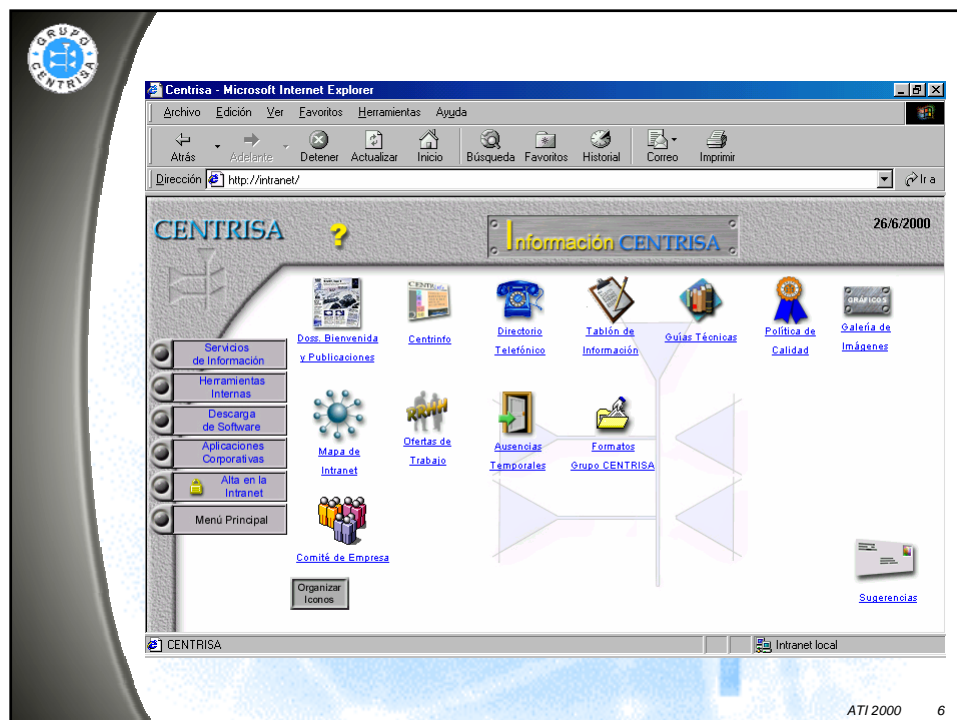 GRUPO CENTRISA
Centrisa - Microsoft Internet Explorer
Archivo Edición Ver Favoritos Herramientas Ayuda
Atrás Adelante Detener Actualizar Inicio Búsqueda Favoritos Historial Correo Imprimir
Dirección http://intranet/ Ir a
CENTRISA ? Información CENTRISA 26/6/2000
Doss. Bienvenida
y Publicaciones
Centrinfo
Directorio
Telefónico
Tablón de
Información
Guías Técnicas
Política de
Calidad
GRÁFICOS
Galería de
Imágenes
Servicios
de Información
Herramientas
Internas
Descarga
de Software
Aplicaciones
Corporativas
Alta en la
Intranet
Menú Principal
Mapa de
Intranet
RRHH
Ofertas de
Trabajo
Ausencias
Temporales
Formatos
Grupo CENTRISA
Comité de Empresa
Organizar
Iconos
Sugerencias
CENTRISA Intranet local
ATI 2000 6